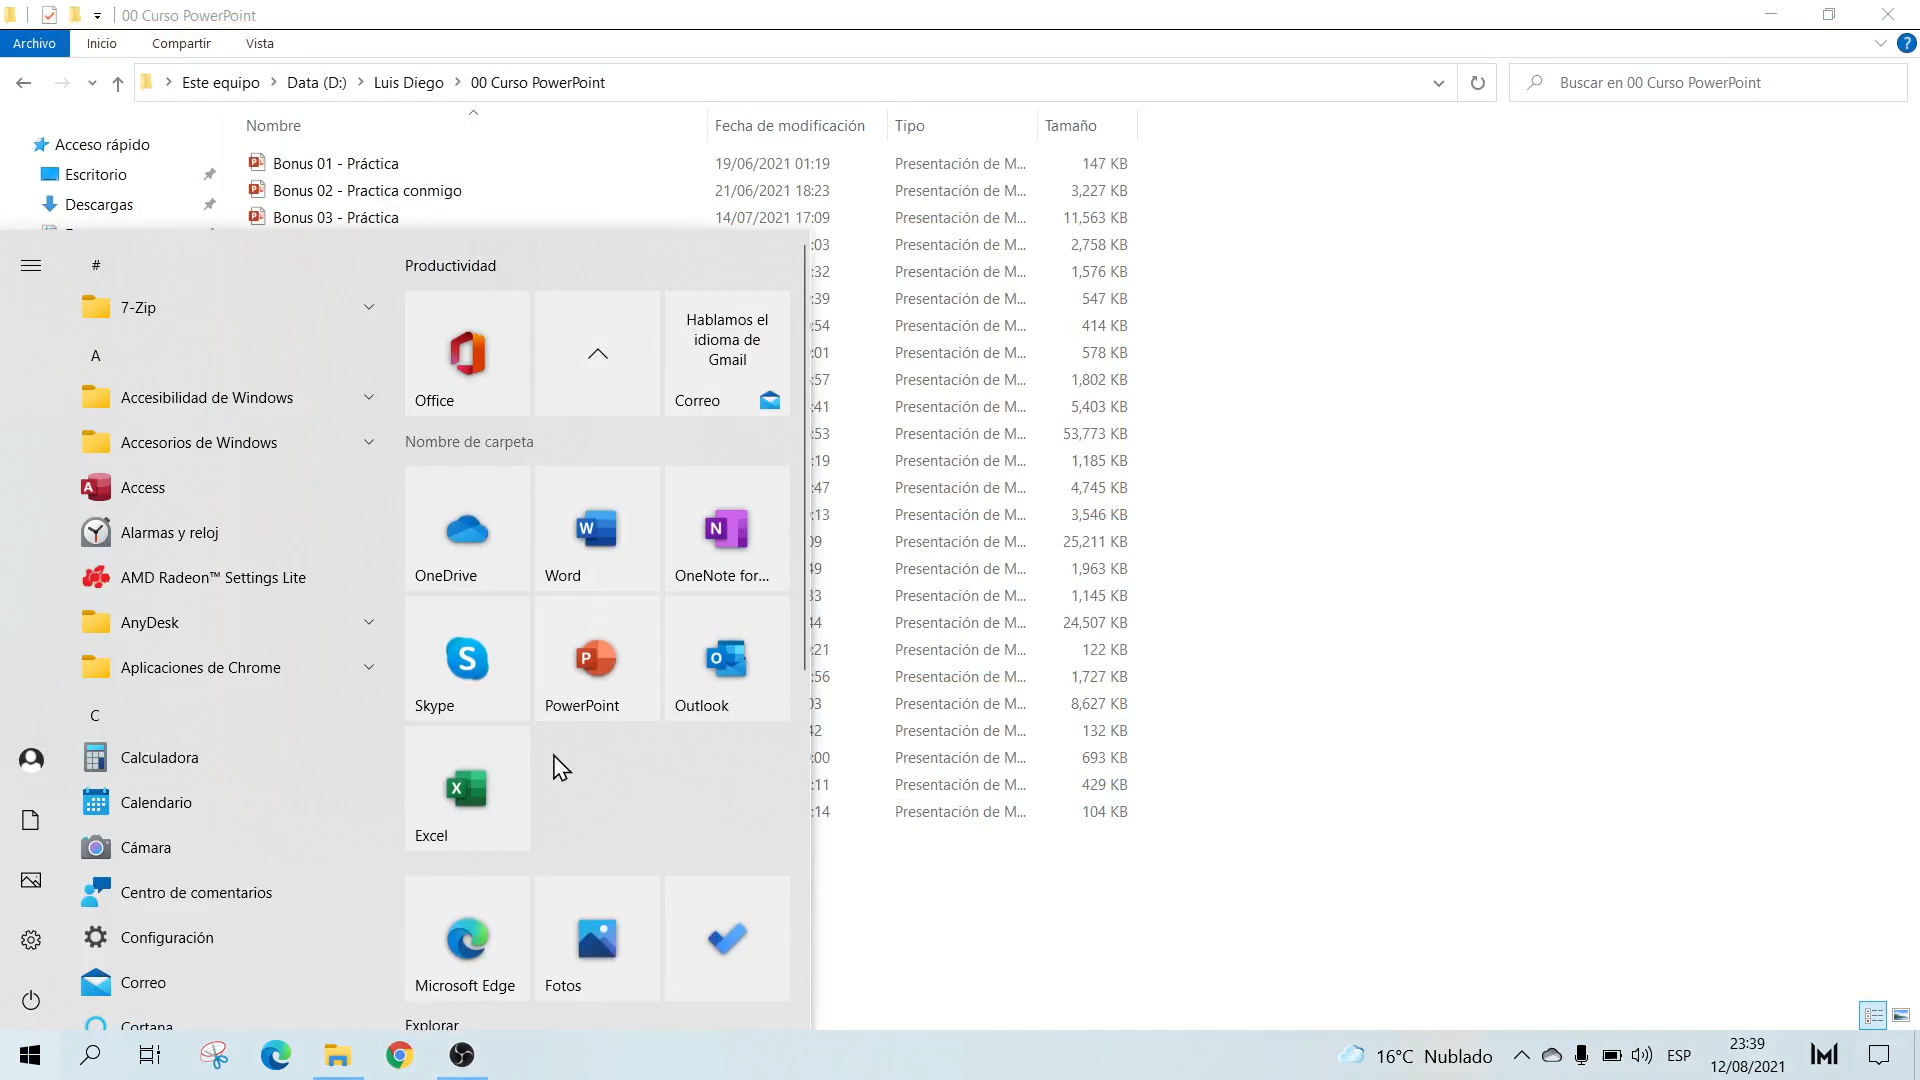 00 Curso PowerPoint
Archivo Inicio Compartir Vista
Este equipo > Data (D:) > Luis Diego > 00 Curso PowerPoint
Buscar en 00 Curso PowerPoint
Nombre Fecha de modificación Tipo Tamaño
Acceso rápido
Escritorio
Descargas
Bonus 01 - Práctica 19/06/2021 01:19 Presentación de M... 147 KB
Bonus 02 - Practica conmigo 21/06/2021 18:23 Presentación de M... 3,227 KB
Bonus 03 - Práctica 14/07/2021 17:09 Presentación de M... 11,563 KB
:03 Presentación de M... 2,758 KB
:32 Presentación de M... 1,576 KB
:39 Presentación de M... 547 KB
:54 Presentación de M... 414 KB
:01 Presentación de M... 578 KB
:57 Presentación de M... 1,802 KB
:41 Presentación de M... 5,403 KB
:53 Presentación de M... 53,773 KB
:19 Presentación de M... 1,185 KB
:47 Presentación de M... 4,745 KB
:13 Presentación de M... 3,546 KB
09 Presentación de M... 25,211 KB
49 Presentación de M... 1,963 KB
33 Presentación de M... 1,145 KB
44 Presentación de M... 24,507 KB
:21 Presentación de M... 122 KB
:56 Presentación de M... 1,727 KB
03 Presentación de M... 8,627 KB
42 Presentación de M... 132 KB
:00 Presentación de M... 693 KB
:11 Presentación de M... 429 KB
:14 Presentación de M... 104 KB
#
7-Zip
A
Accesibilidad de Windows
Accesorios de Windows
Access
Alarmas y reloj
AMD Radeon™ Settings Lite
AnyDesk
Aplicaciones de Chrome
C
Calculadora
Calendario
Cámara
Centro de comentarios
Configuración
Correo
Cortana
Productividad
Office
Hablamos el
idioma de
Gmail
Correo
Nombre de carpeta
OneDrive Word OneNote for...
Skype PowerPoint Outlook
Excel
Microsoft Edge Fotos
Explorar
16°C Nublado
ESP
23:39
12/08/2021